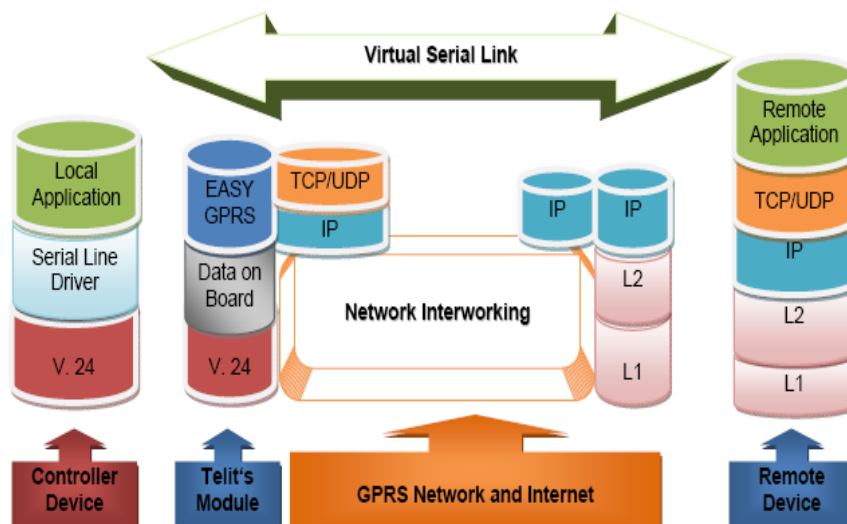 Virtual Serial Link
Local
Application
Serial Line
Driver
V. 24
EASY
GPRS
Data on
Board
V. 24
TCP/UDP
IP
Network Interworking
IP
IP
L2
L1
Remote
Application
TCP/UDP
IP
L2
L1
Controller
Device
Telit's
Module
GPRS Network and Internet
Remote
Device